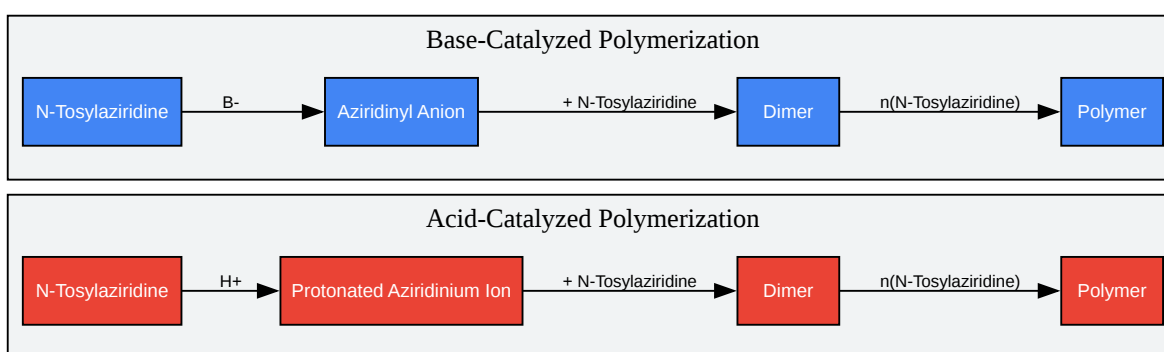 Base-Catalyzed Polymerization
N-Tosylaziridine
B-
Aziridinyl Anion
+ N-Tosylaziridine
Dimer
n(N-Tosylaziridine)
Polymer
Acid-Catalyzed Polymerization
N-Tosylaziridine
H+
Protonated Aziridinium Ion
+ N-Tosylaziridine
Dimer
n(N-Tosylaziridine)
Polymer